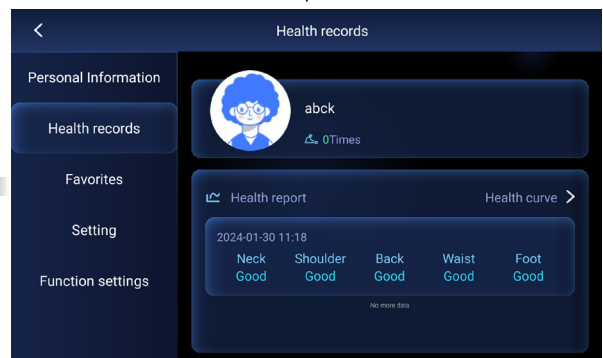 Health records
Personal Information
Health records
Favorites
Setting
Function settings
abck
0Times
Health report
Health curve
2024-01-30 11:18
Neck Shoulder Back Waist Foot
Good Good Good Good Good
No more data